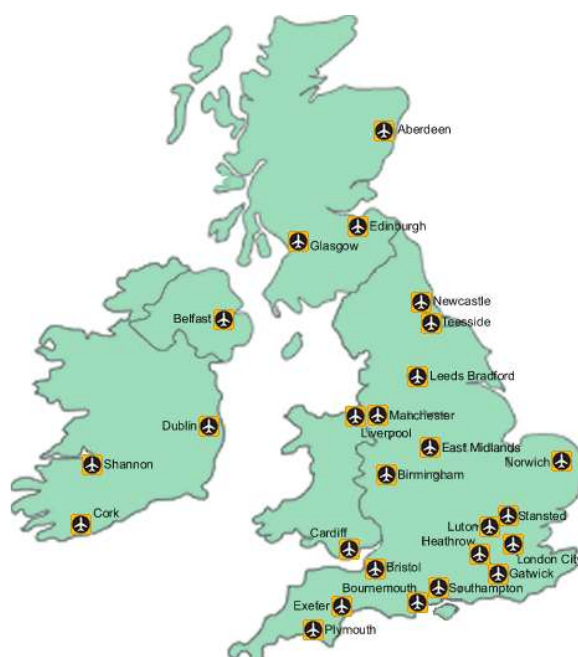 Aberdeen
Edinburgh
Glasgow
Newcastle
Belfast
Teesside
Leeds Bradford
Manchester
Liverpool
Dublin
East Midlands
Norwich
Shannon
Birmingham
Cork
Stansted
Luton
Cardiff
Heathrow
London City
Bristol
Gatwick
Bournemouth
Southampton
Exeter
Plymouth